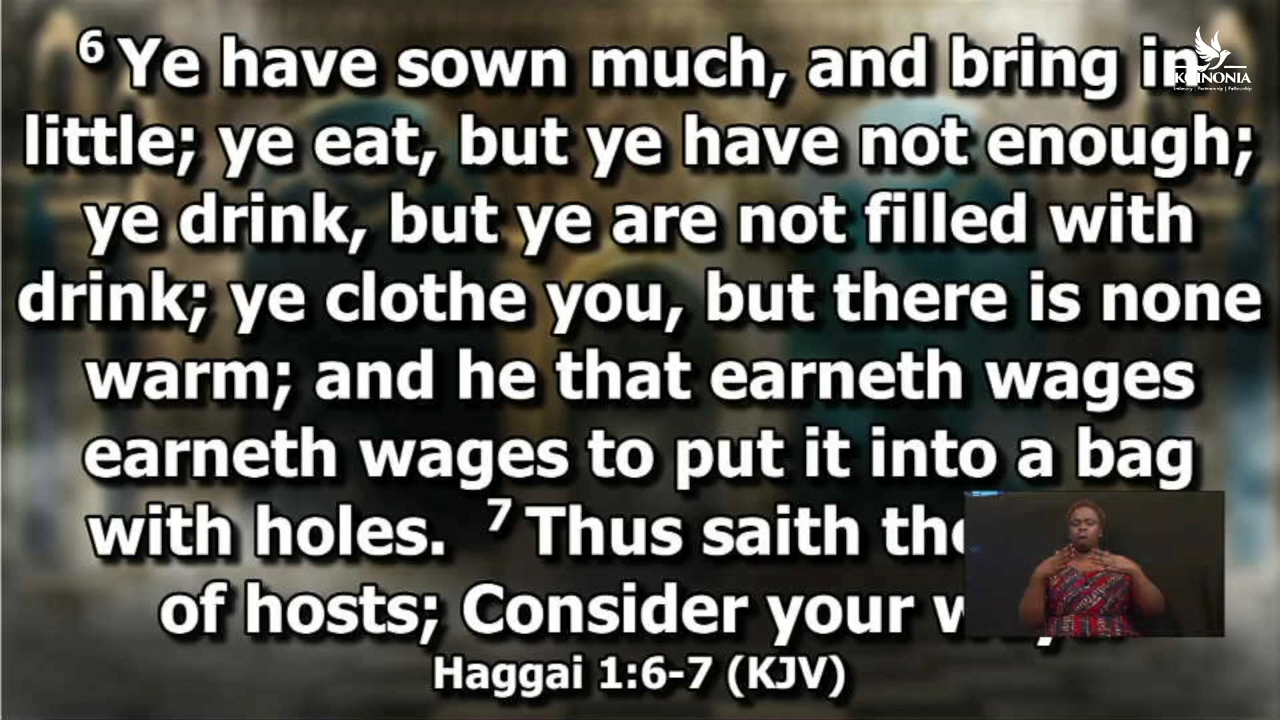 6 Ye have sown much, and bring in
little; ye eat, but ye have not enough;
ye drink, but ye are not filled with
drink; ye clothe you, but there is none
warm; and he that earneth wages
earneth wages to put it into a bag
with holes. 7 Thus saith the
of hosts; Consider your
Haggai 1:6-7 (KJV)
KOINONIA
Intimacy | Partnership | Fellowship